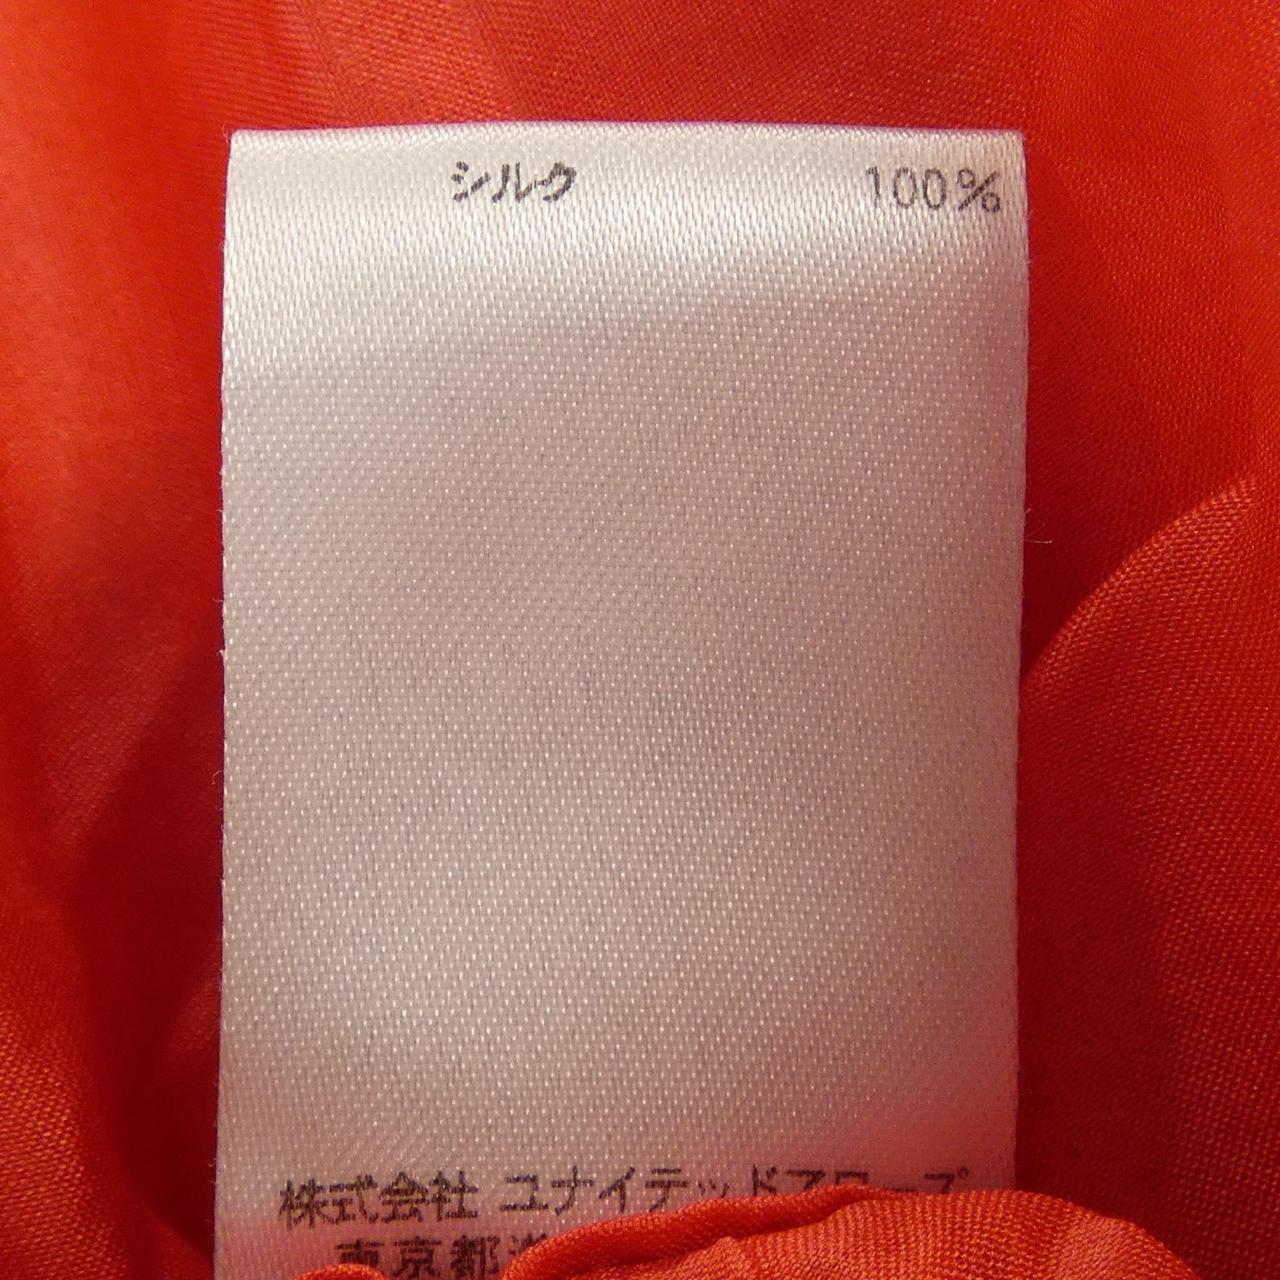 シルク 100%
株式会社 ユナイテッドアローズ
東京都